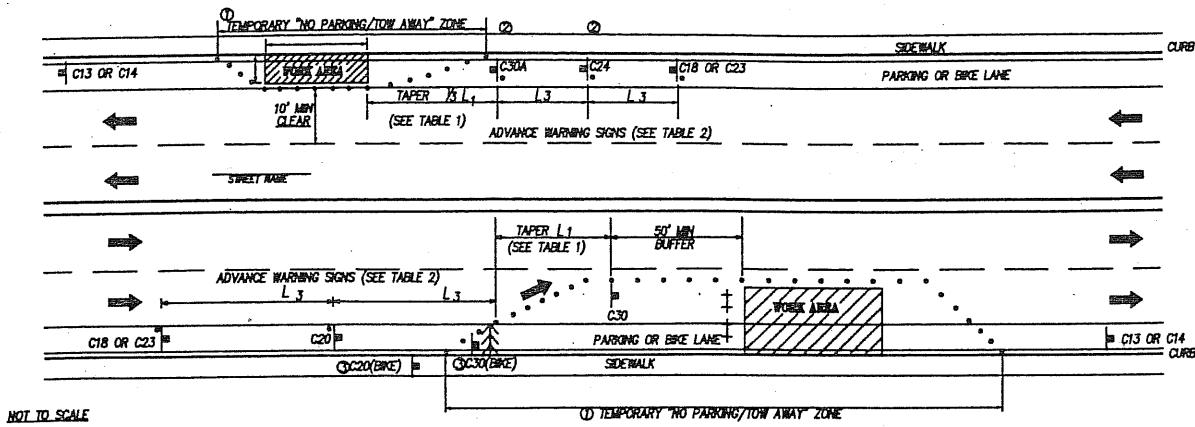 ①
TEMPORARY "NO PARKING/TOW AWAY" ZONE
② ②
SIDEWALK
CURB
C13 OR C14
WORK AREA
C30A
C24
C18 OR C23
PARKING OR BIKE LANE
10' MIN
CLEAR
TAPER ⅓ L1
(SEE TABLE 1)
L3
L3
ADVANCE WARNING SIGNS (SEE TABLE 2)
STREET NAME
TAPER L1
(SEE TABLE 1)
50' MIN
BUFFER
ADVANCE WARNING SIGNS (SEE TABLE 2)
L3
L3
C30
WORK AREA
C18 OR C23
C20
PARKING OR BIKE LANE
C13 OR C14
CURB
③C20(BIKE)
③C30(BIKE)
SIDEWALK
① TEMPORARY "NO PARKING/TOW AWAY" ZONE
NOT TO SCALE